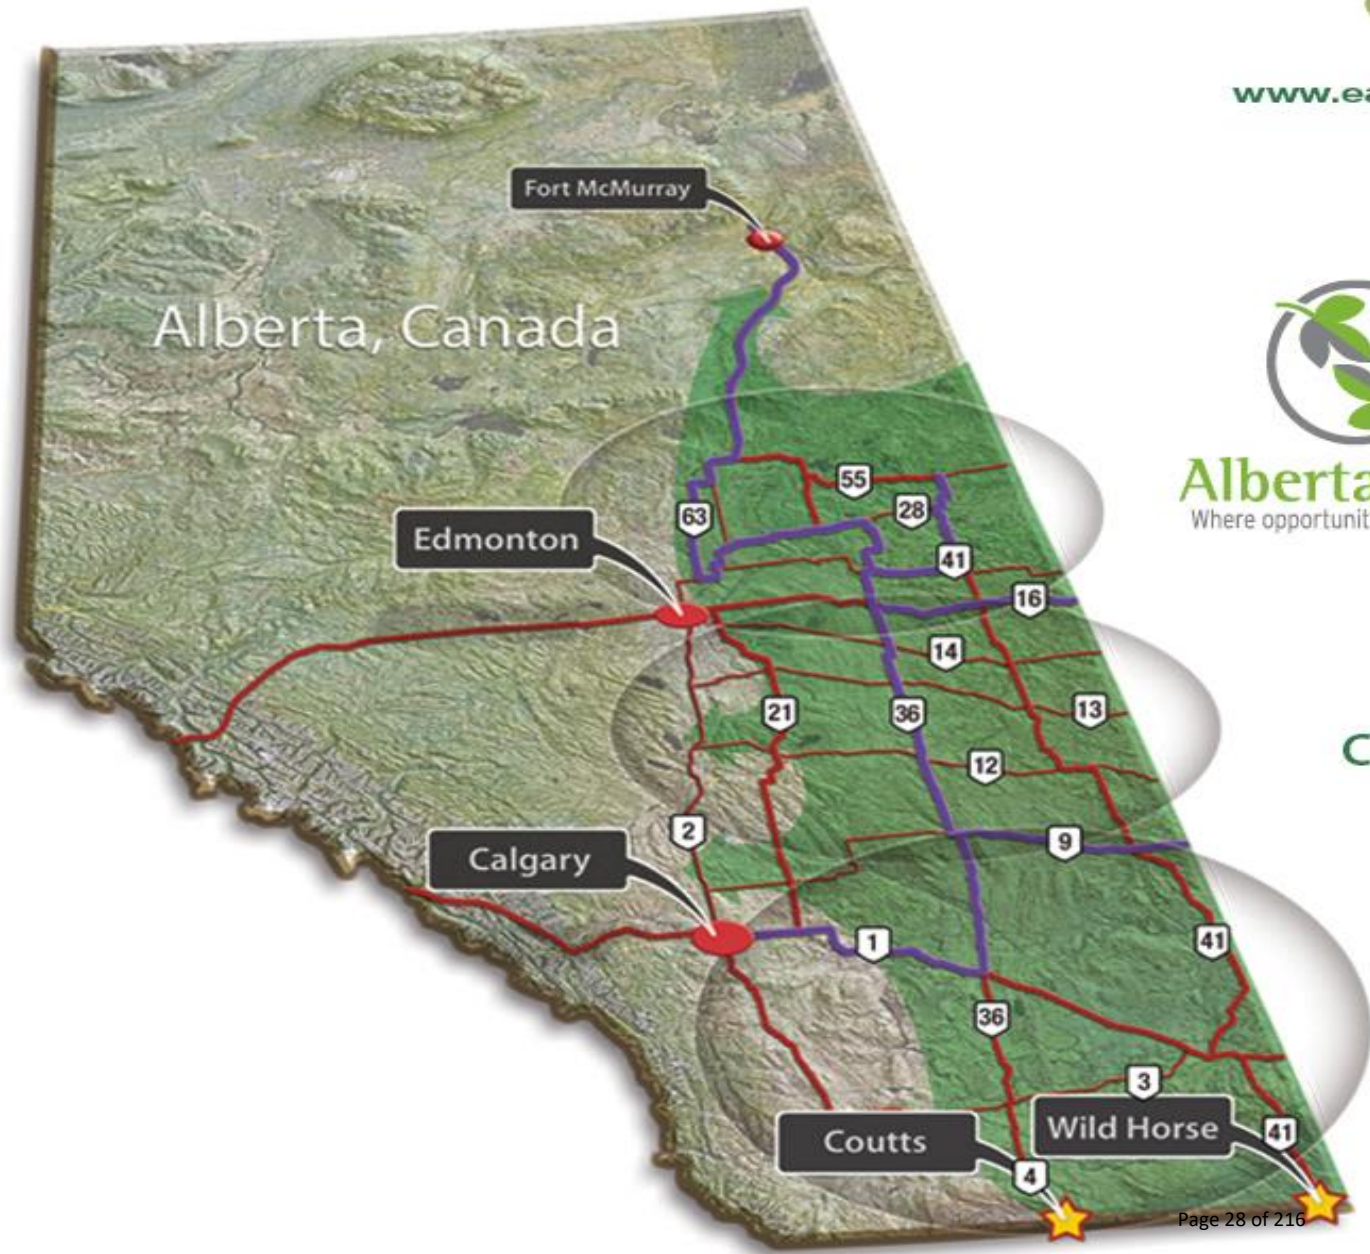 www.ea
Fort McMurray
Alberta, Canada
Alberta
Where opportunit
55
28
63
Edmonton
41
16
14
21
36
13
12
2
9
Calgary
1
41
36
3
Wild Horse
Coutts
41
4
Page 28 of 216
C